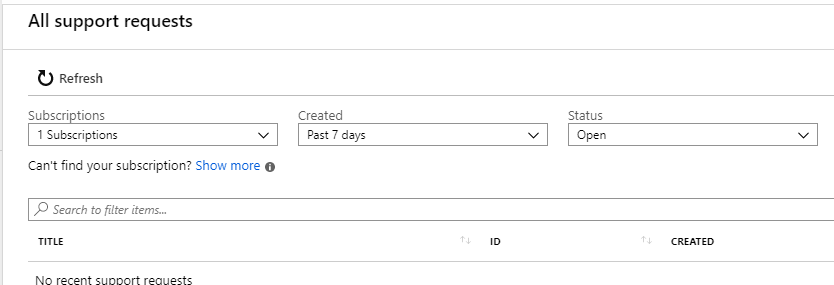 All support requests
Refresh
Subscriptions Created Status
1 Subscriptions Past 7 days Open
Can't find your subscription? Show more
Search to filter items...
TITLE ID CREATED
No recent support requests